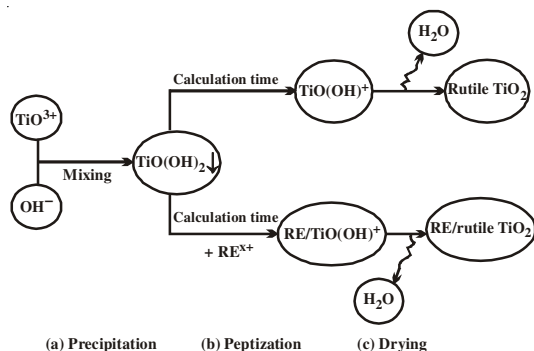 H₂O
Calculation time
TiO(OH)⁺
Rutile TiO₂
TiO³⁺
Mixing
TiO(OH)₂↓
OH⁻
Calculation time
+ REˣ⁺
RE/TiO(OH)⁺
RE/rutile TiO₂
H₂O
(a) Precipitation (b) Peptization (c) Drying